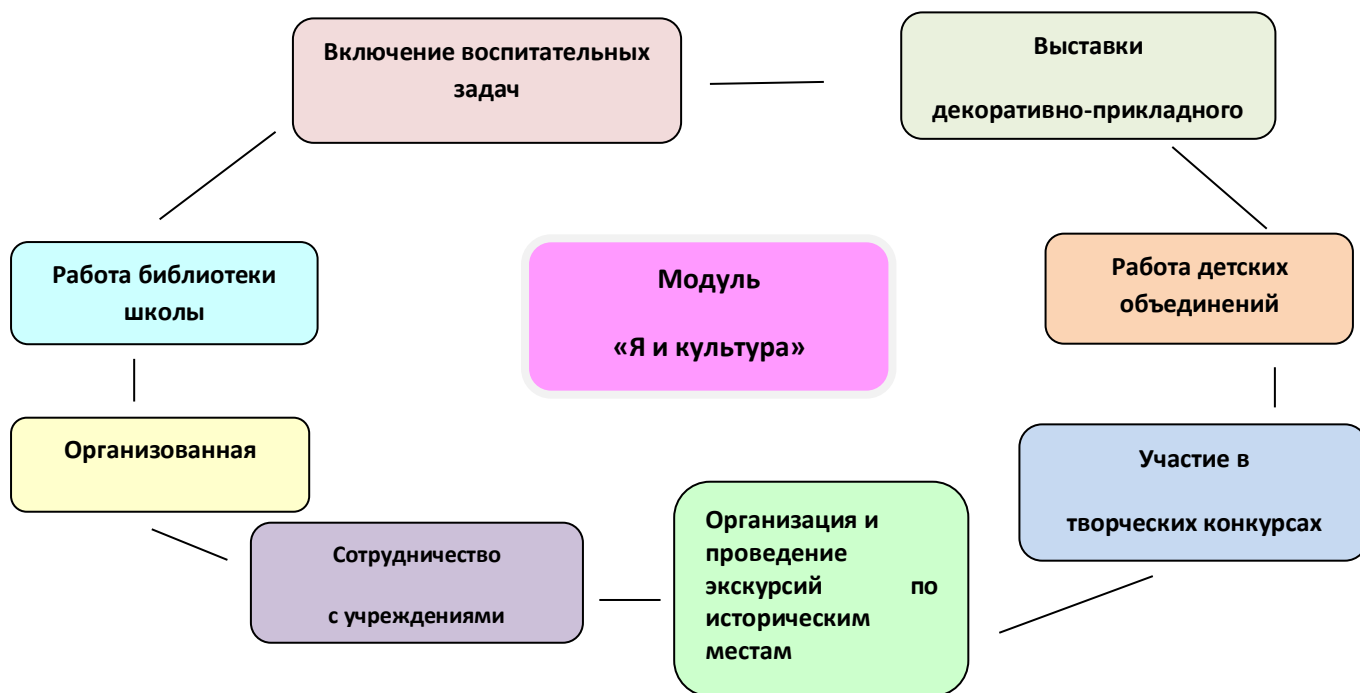 Включение воспитательных
задач
Выставки
декоративно-прикладного
Работа библиотеки
школы
Модуль
«Я и культура»
Работа детских
объединений
Организованная
Участие в
творческих конкурсах
Сотрудничество
с учреждениями
Организация и
проведение
экскурсий по
историческим
местам